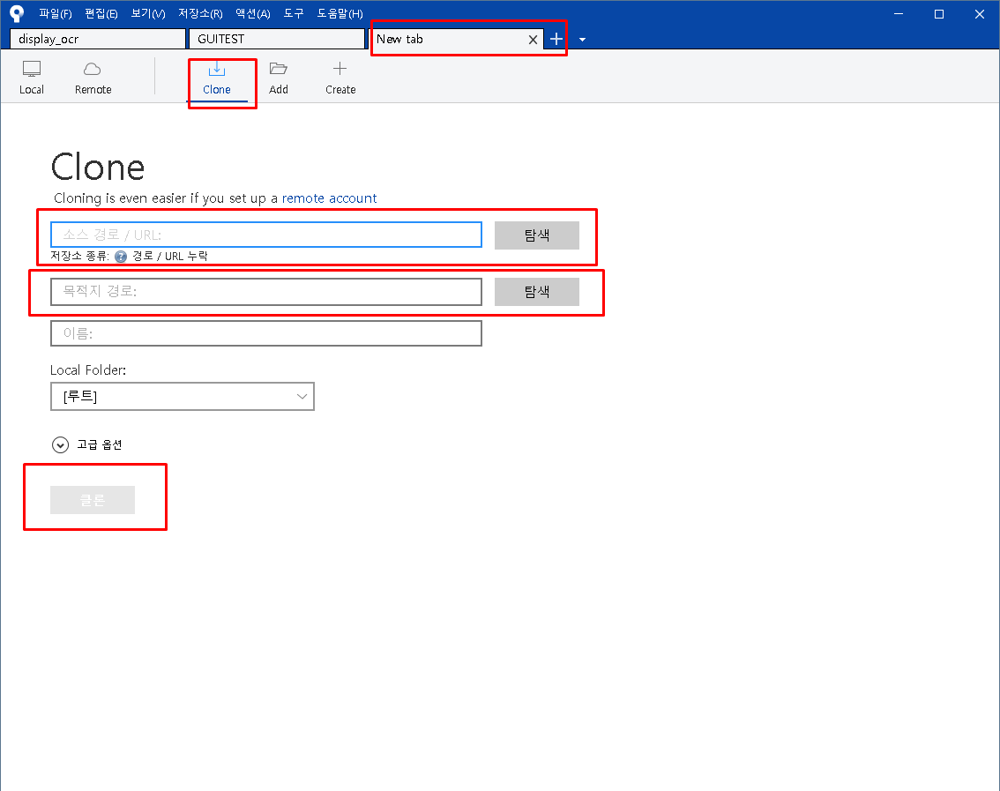 파일(F) 편집(E) 보기(V) 저장소(R) 액션(A) 도구 도움말(H)
display_ocr GUITEST New tab
Local Remote Clone Add Create
Clone
Cloning is even easier if you set up a remote account
소스 경로 / URL: 탐색
저장소 종류: ? 경로 / URL 누락
목적지 경로: 탐색
이름:
Local Folder:
[루트]
고급 옵션
클론